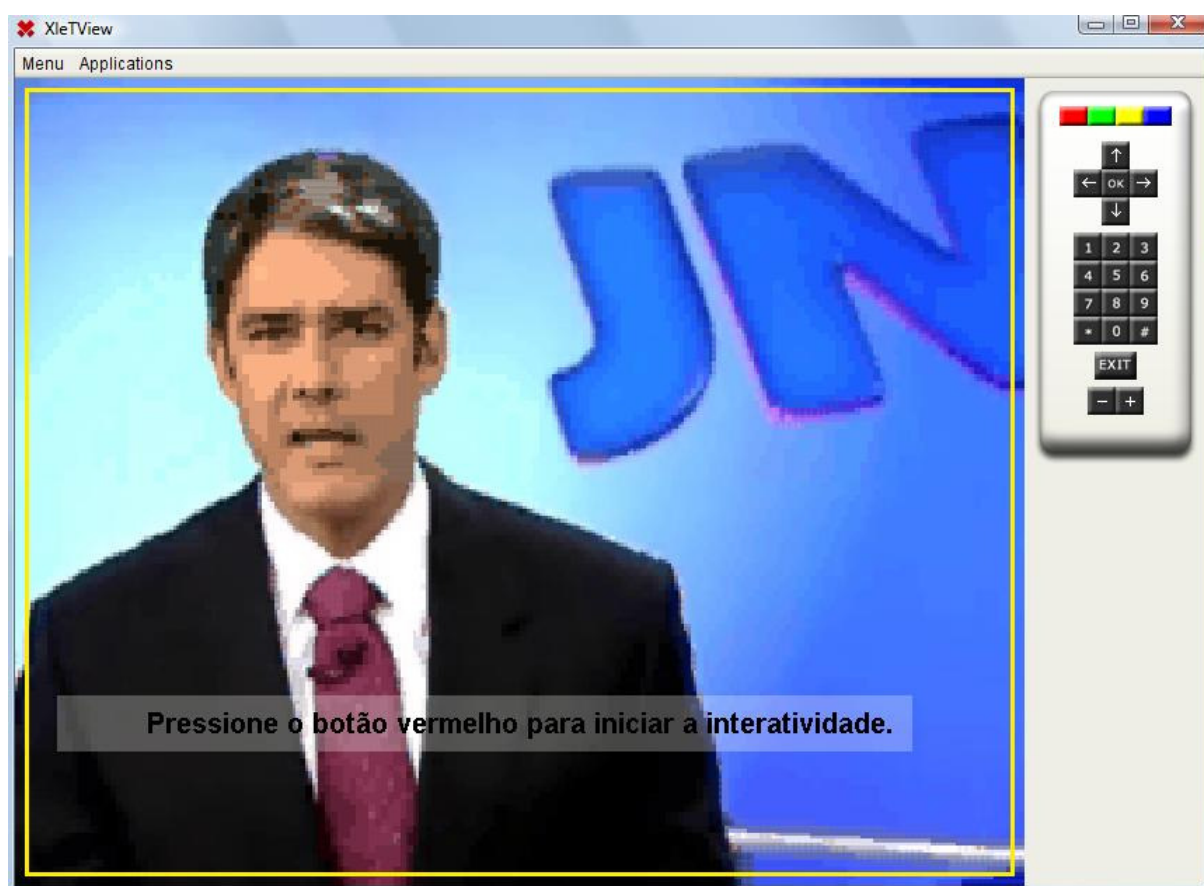 XleTView
Menu Applications
JN
Pressione o botão vermelho para iniciar a interatividade.
↑
← OK →
↓
1 2 3
4 5 6
7 8 9
* 0 #
EXIT
- +